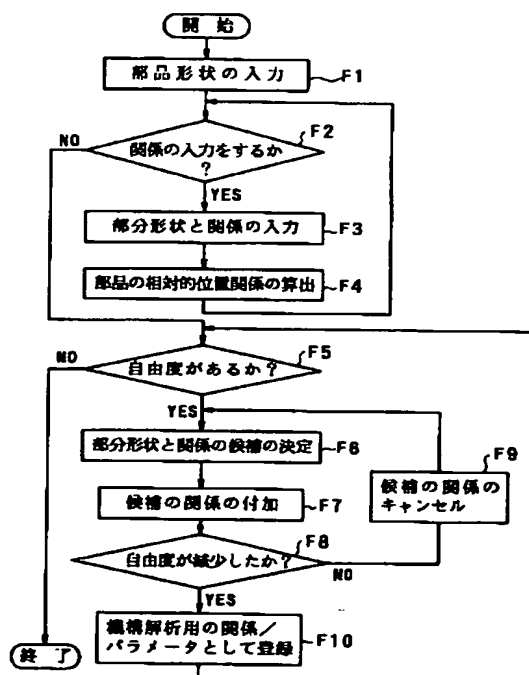 開始
部品形状の入力
F1
F2
NO
関係の入力をするか
?
YES
部分形状と関係の入力
F3
部品の相対的位置関係の算出
F4
F5
NO
自由度があるか?
YES
部分形状と関係の候補の決定
F6
F9
候補の関係の
キャンセル
候補の関係の付加
F7
F8
自由度が減少したか?
NO
YES
機構解析用の関係/
パラメータとして登録
F10
終了